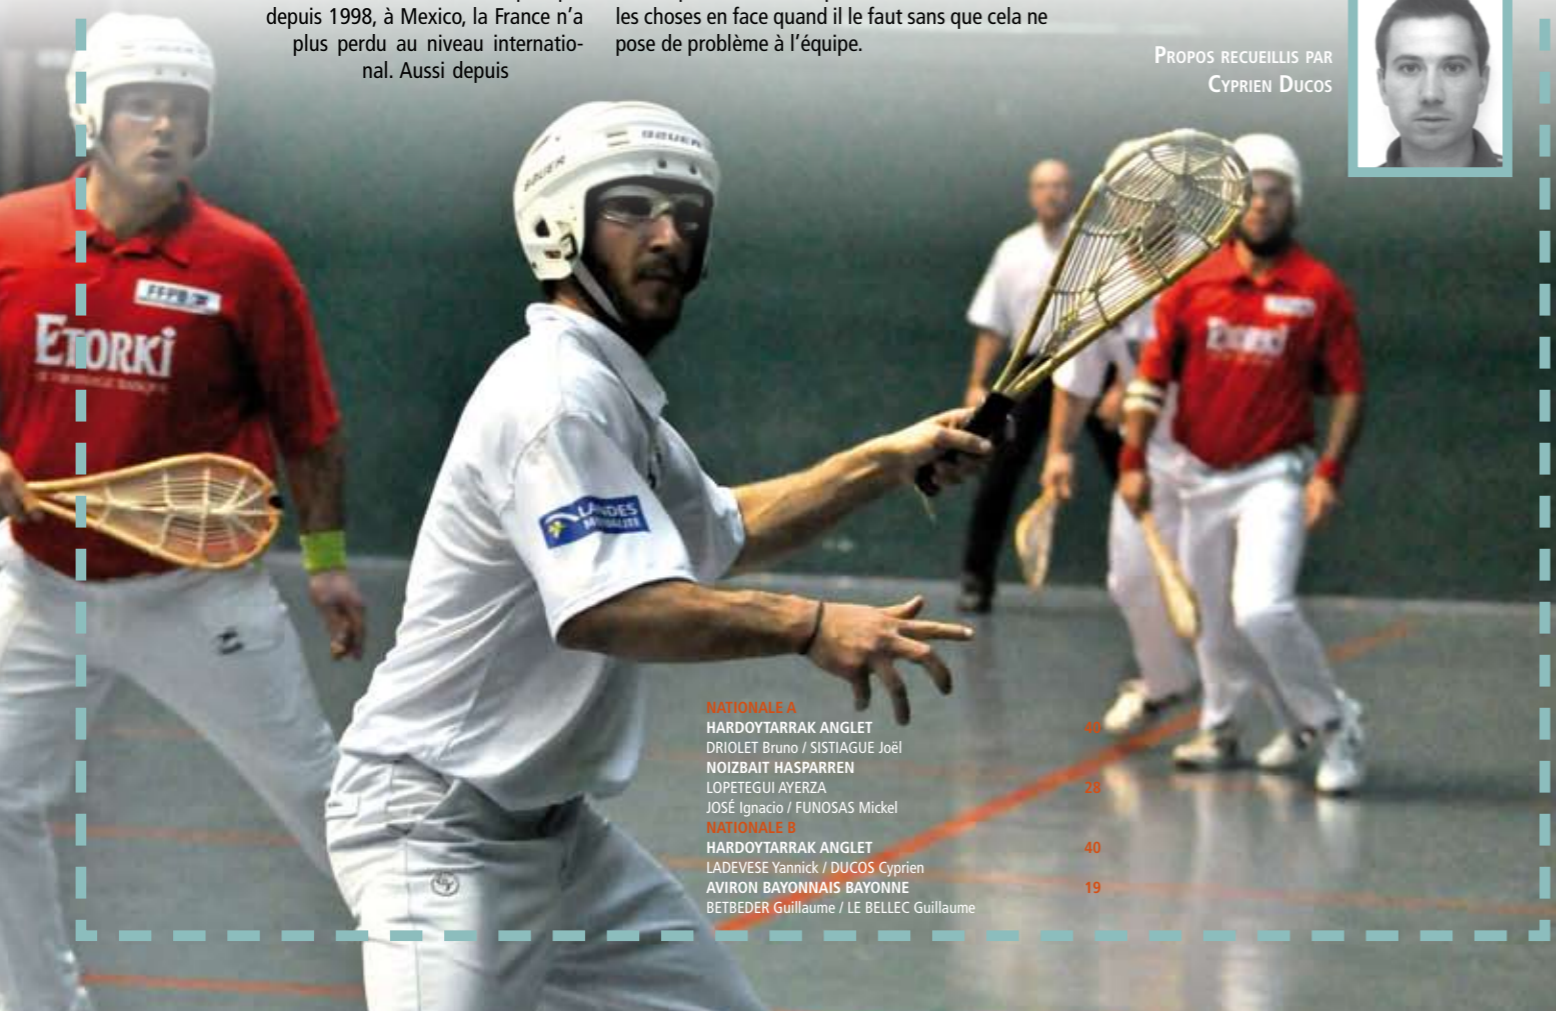 depuis 1998, à Mexico, la France n'a
plus perdu au niveau internatio-
nal. Aussi depuis
les choses en face quand il le faut sans que cela ne
pose de problème à l'équipe.
PROPOS RECUEILLIS PAR
CYPRIEN DUCOS
BAUER
BAUER
FFPB
ETORKI
LANDES
NATIONALE A
HARDOYTARRAK ANGLET 40
DRIOLET Bruno / SISTIAGUE Joël
NOIZBAIT HASPARREN
LOPETEGUI AYERZA 28
JOSÉ Ignacio / FUNOSAS Mickel
NATIONALE B
HARDOYTARRAK ANGLET 40
LADEVESE Yannick / DUCOS Cyprien
AVIRON BAYONNAIS BAYONNE 19
BETBEDER Guillaume / LE BELLEC Guillaume